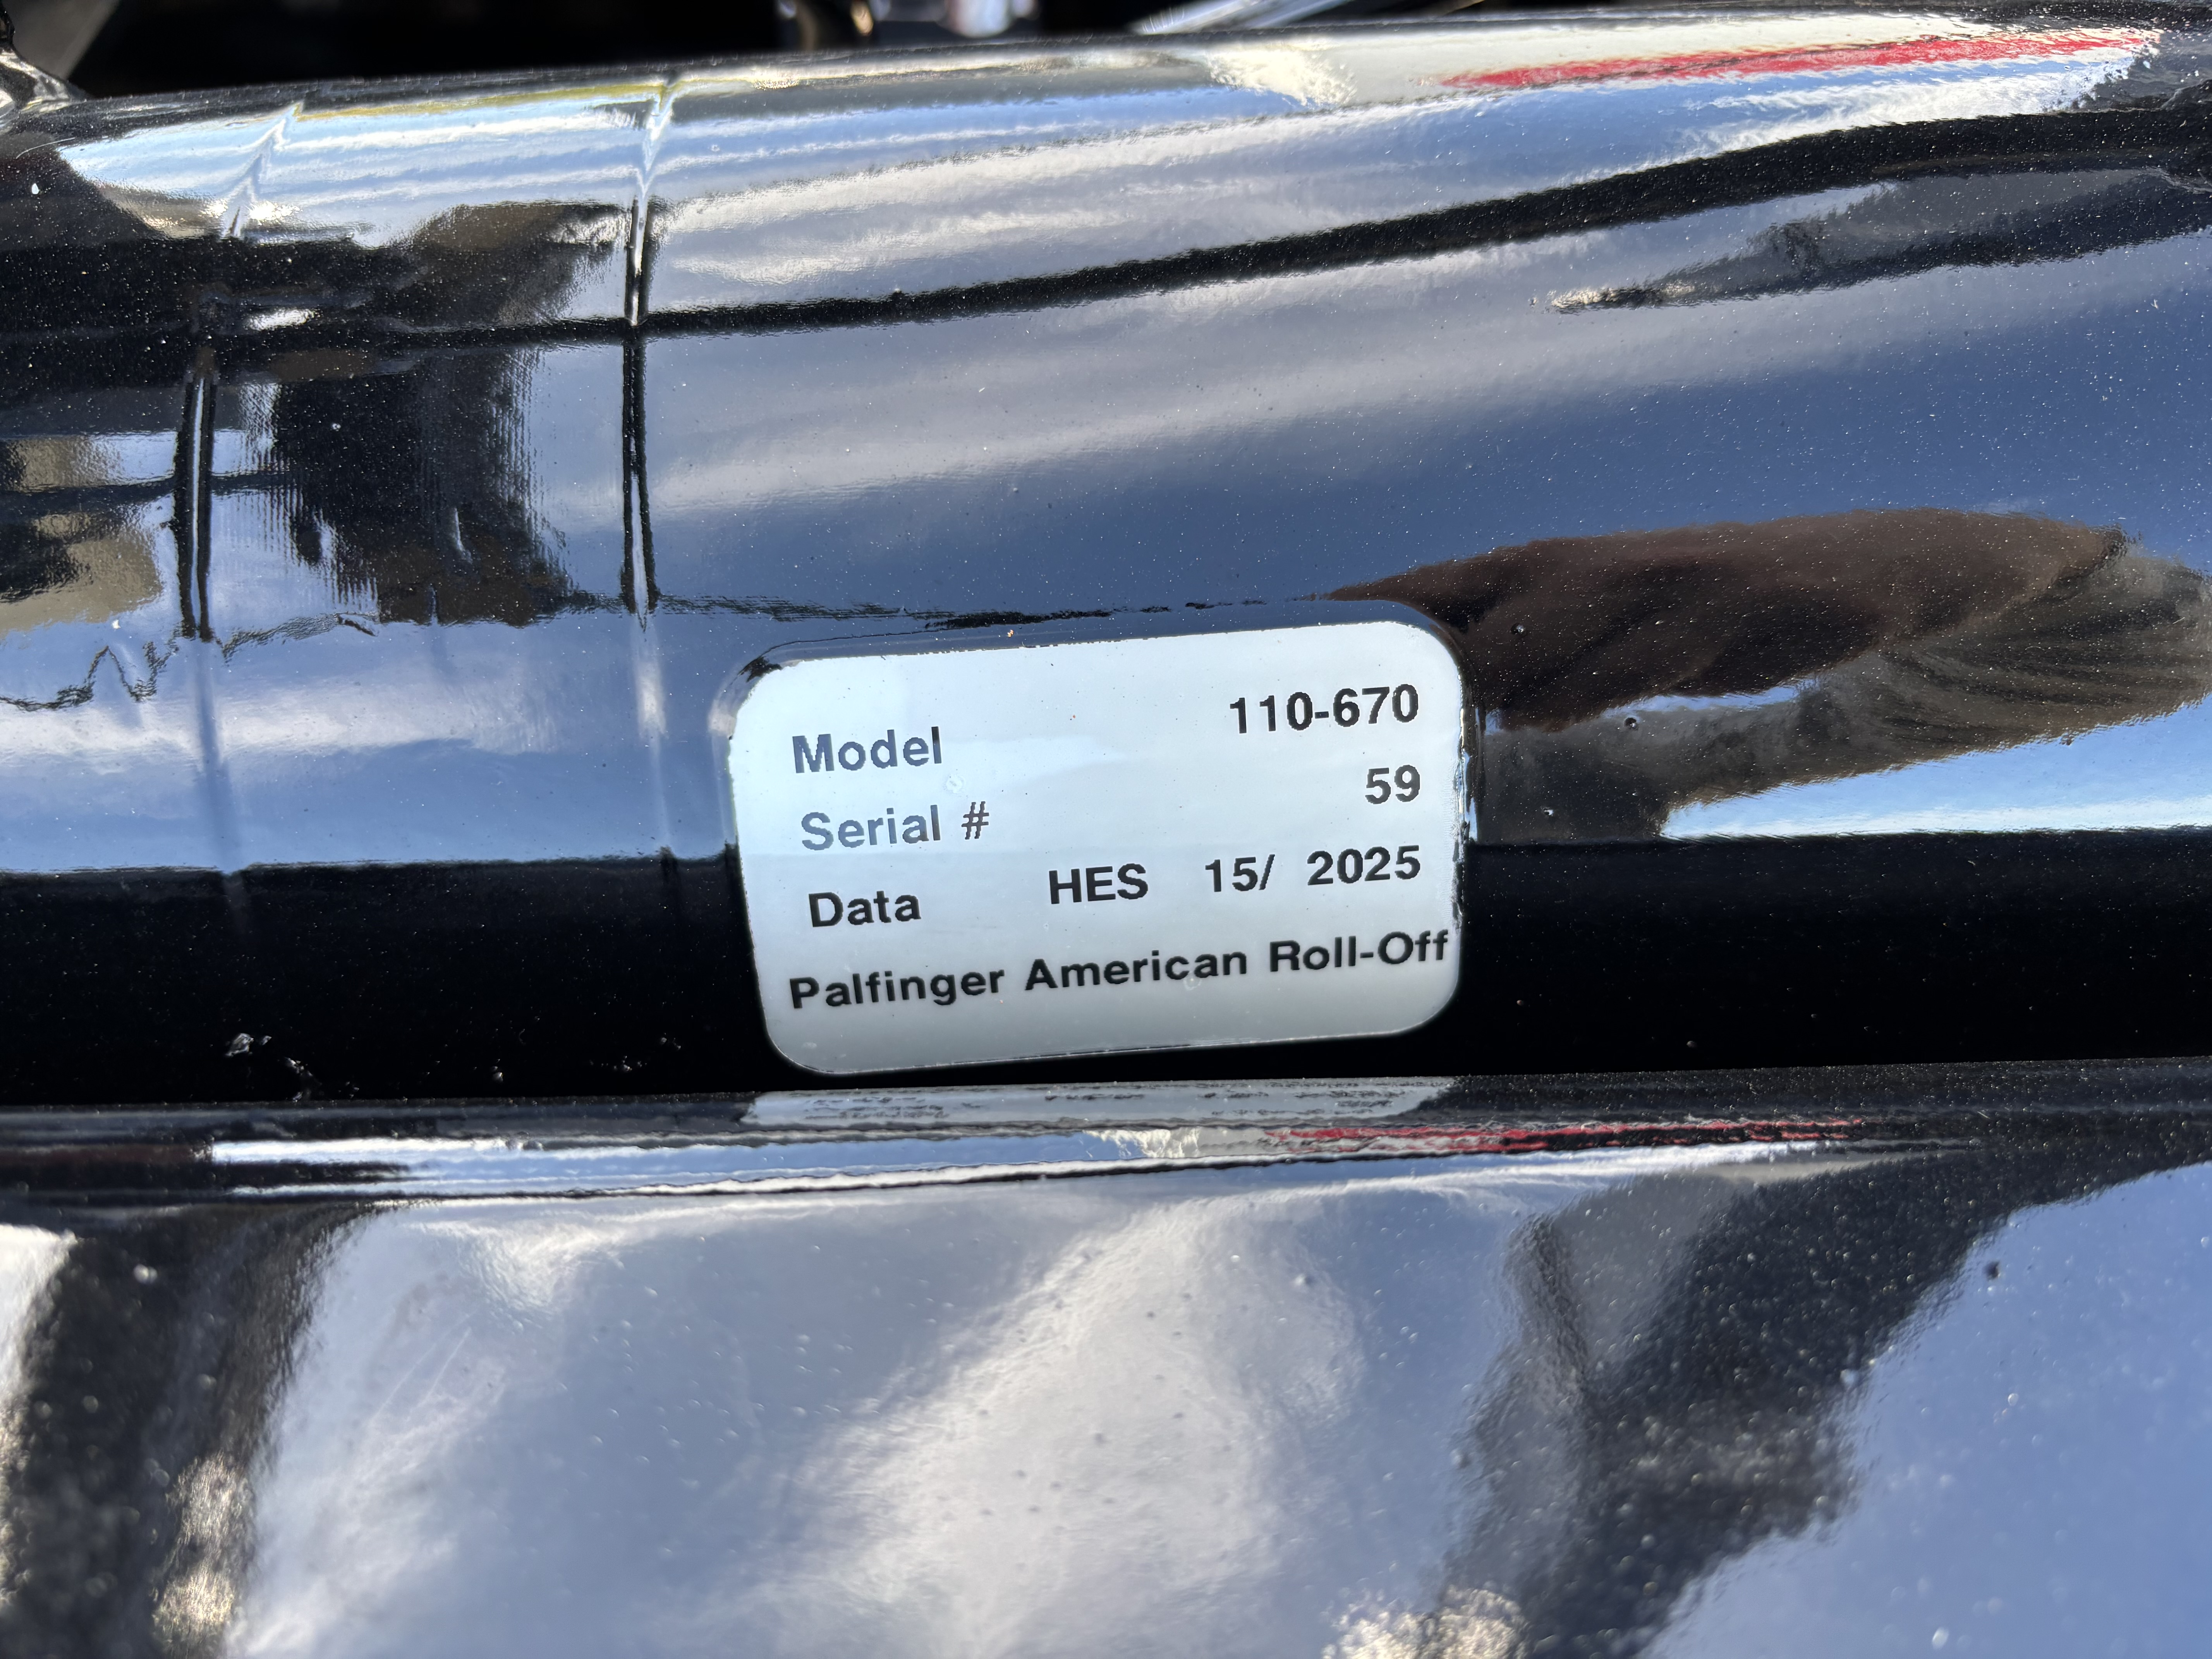 Model 110-670
Serial # 59
Data HES 15/ 2025
Palfinger American Roll-Off